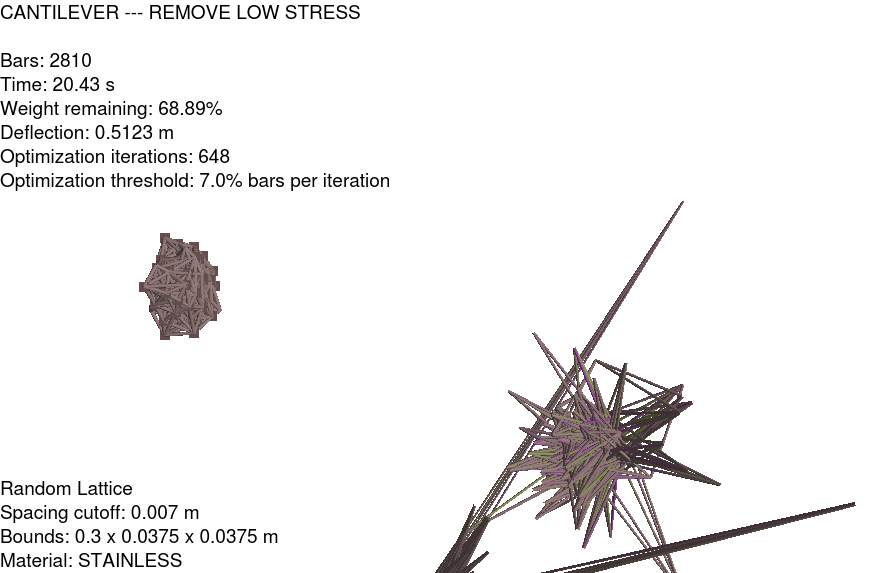 CANTILEVER --- REMOVE LOW STRESS
Bars: 2810
Time: 20.43 s
Weight remaining: 68.89%
Deflection: 0.5123 m
Optimization iterations: 648
Optimization threshold: 7.0% bars per iteration
Random Lattice
Spacing cutoff: 0.007 m
Bounds: 0.3 x 0.0375 x 0.0375 m
Material: STAINLESS